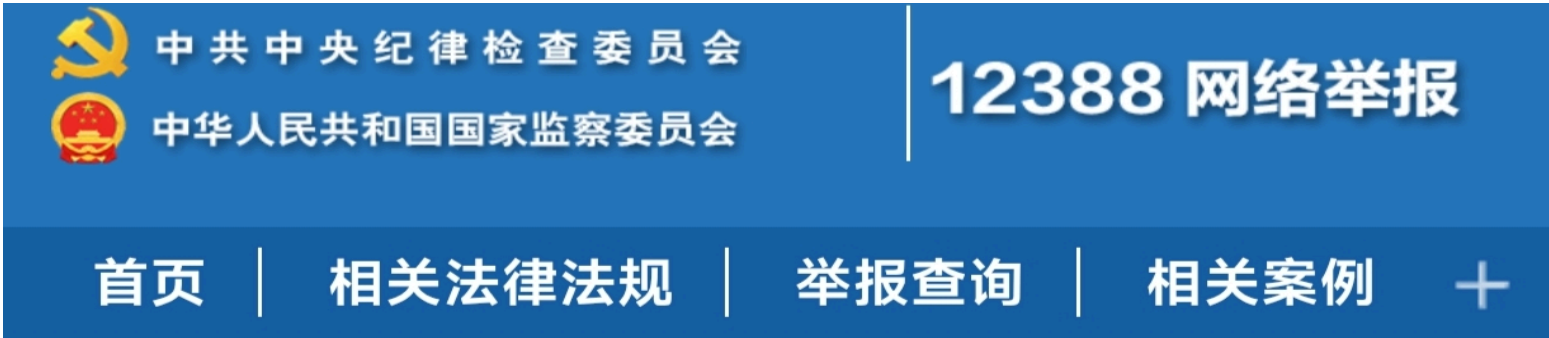 中共中央纪律检查委员会
中华人民共和国国家监察委员会
12388 网络举报
首页 相关法律法规 举报查询 相关案例